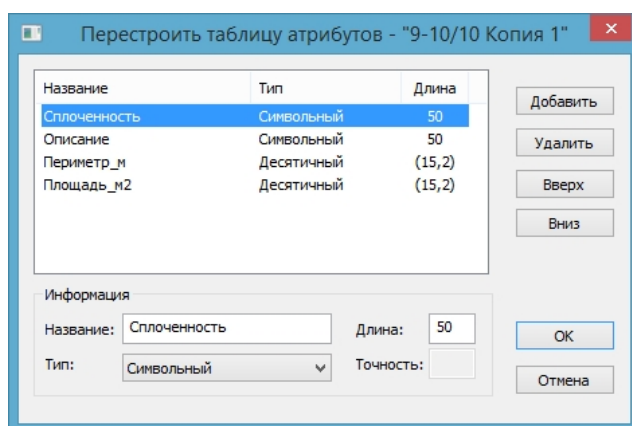 Перестроить таблицу атрибутов - "9-10/10 Копия 1"
Название Тип Длина
Сплоченность Символьный 50
Описание Символьный 50
Периметр_м Десятичный (15,2)
Площадь_м2 Десятичный (15,2)
Добавить
Удалить
Вверх
Вниз
Информация
Название: Сплоченность Длина: 50
Тип: Символьный Точность:
OK
Отмена